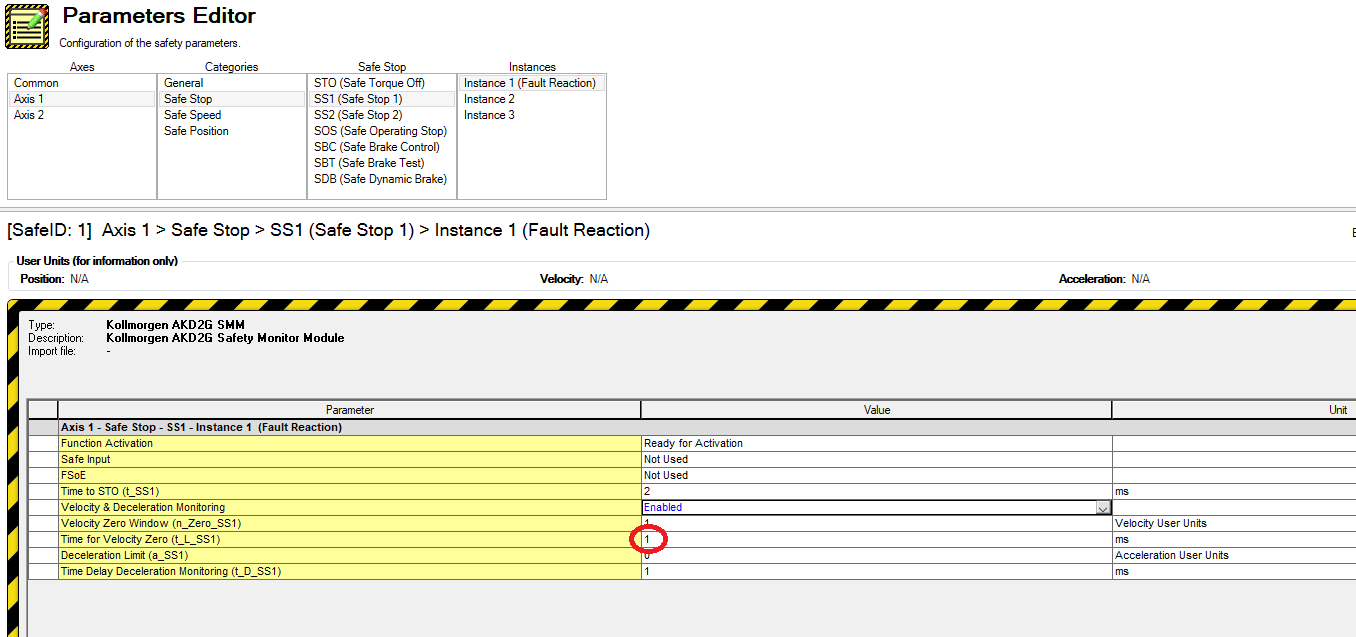 Parameters Editor
Configuration of the safety parameters.
Axes Categories Safe Stop Instances
Common General STO (Safe Torque Off) Instance 1 (Fault Reaction)
Axis 1 Safe Stop SS1 (Safe Stop 1) Instance 2
Axis 2 Safe Speed SS2 (Safe Stop 2) Instance 3
Safe Position SOS (Safe Operating Stop)
SBC (Safe Brake Control)
SBT (Safe Brake Test)
SDB (Safe Dynamic Brake)
[SafeID: 1] Axis 1 > Safe Stop > SS1 (Safe Stop 1) > Instance 1 (Fault Reaction)
User Units (for information only)
Position: N/A Velocity: N/A Acceleration: N/A
Type: Kollmorgen AKD2G SMM
Description: Kollmorgen AKD2G Safety Monitor Module
Import file: -
Parameter Value Unit
Axis 1 - Safe Stop - SS1 - Instance 1 (Fault Reaction)
Function Activation Ready for Activation
Safe Input Not Used
FSoE Not Used
Time to STO (t_SS1) 2 ms
Velocity & Deceleration Monitoring Enabled
Velocity Zero Window (n_Zero_SS1) 1 Velocity User Units
Time for Velocity Zero (t_L_SS1) 1 ms
Deceleration Limit (a_SS1) 0 Acceleration User Units
Time Delay Deceleration Monitoring (t_D_SS1) 1 ms